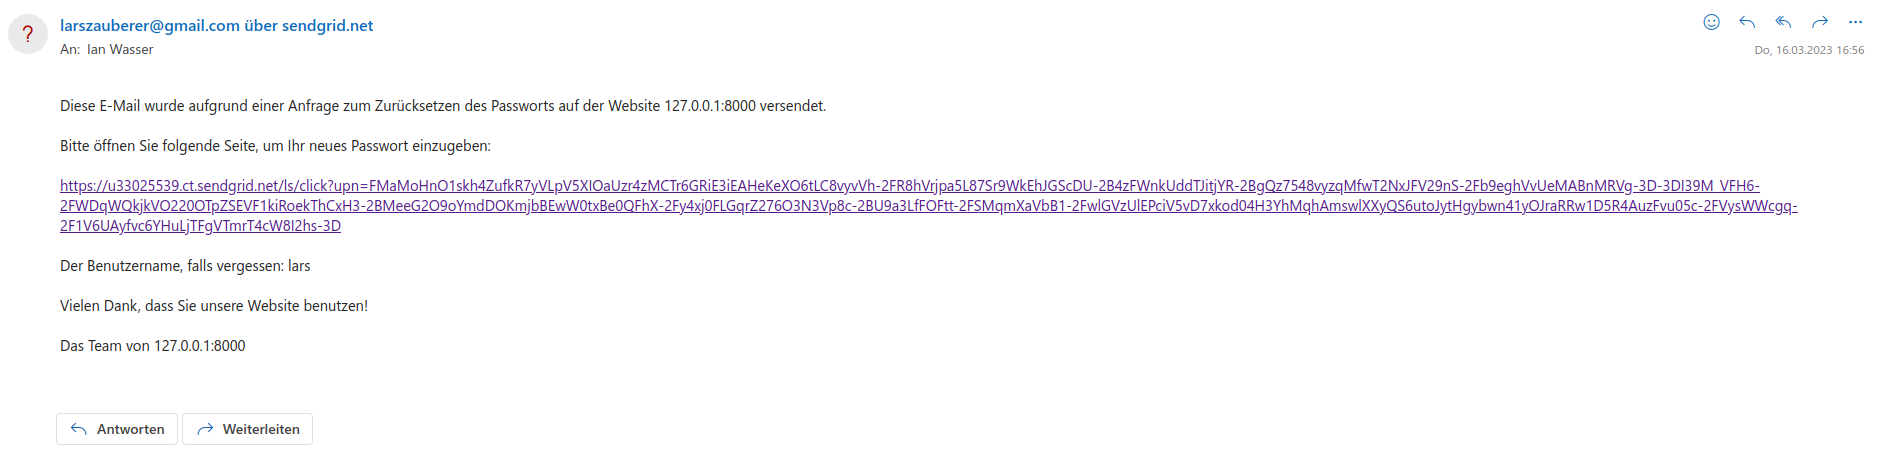 ?
larszauberer@gmail.com über sendgrid.net
An: Ian Wasser
Do, 16.03.2023 16:56
Diese E-Mail wurde aufgrund einer Anfrage zum Zurücksetzen des Passworts auf der Website 127.0.0.1:8000 versendet.
Bitte öffnen Sie folgende Seite, um Ihr neues Passwort einzugeben:
https://u33025539.ct.sendgrid.net/ls/click?upn=FMaMoHnO1skh4ZufkR7yVLpV5XIOaUzr4zMCTr6GRiE3iEAHeKeXO6tLC8vyvVh-2FR8hVrjpa5L87Sr9WkEhJGScDU-2B4zFWnkUddTJitjYR-2BgQz7548vyzqMfwT2NxJFV29nS-2Fb9eghVvUeMABnMRVg-3D-3DI39M_VFH6-
2FWDqWQkjkVO220OTpZSEVF1kiRoekThCxH3-2BMeeG2O9oYmdDOKmjbBEwW0txBe0QFhX-2Fy4xj0FLGqrZ276O3N3Vp8c-2BU9a3LfFOFtt-2FSMqmXaVbB1-2FwlGVzUlEPciV5vD7xkod04H3YhMqhAmswlXXyQS6utoJytHgybwn41yOJraRRw1D5R4AuzFvu05c-2FVysWWcgq-
2F1V6UAyfvc6YHuLjTFgVTmrT4cW8I2hs-3D
Der Benutzername, falls vergessen: lars
Vielen Dank, dass Sie unsere Website benutzen!
Das Team von 127.0.0.1:8000
Antworten
Weiterleiten